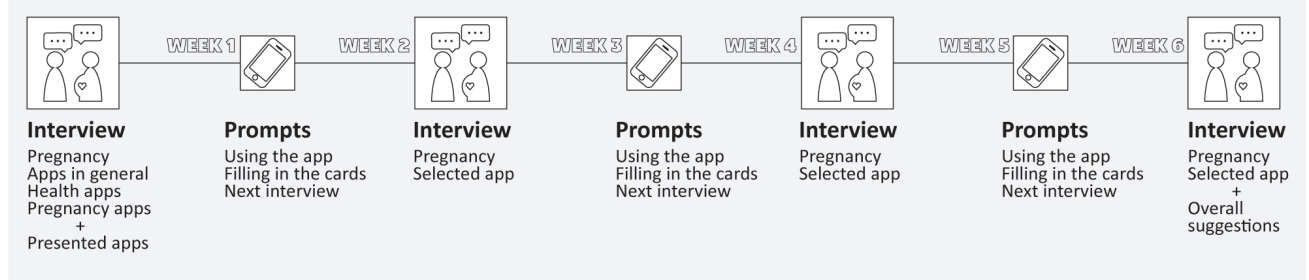 WEEK 1
WEEK 2
WEEK 3
WEEK 4
WEEK 5
WEEK 6
Interview
Pregnancy
Apps in general
Health apps
Pregnancy apps
+
Presented apps
Prompts
Using the app
Filling in the cards
Next interview
Interview
Pregnancy
Selected app
Prompts
Using the app
Filling in the cards
Next interview
Interview
Pregnancy
Selected app
Prompts
Using the app
Filling in the cards
Next interview
Interview
Pregnancy
Selected app
+
Overall
suggestions